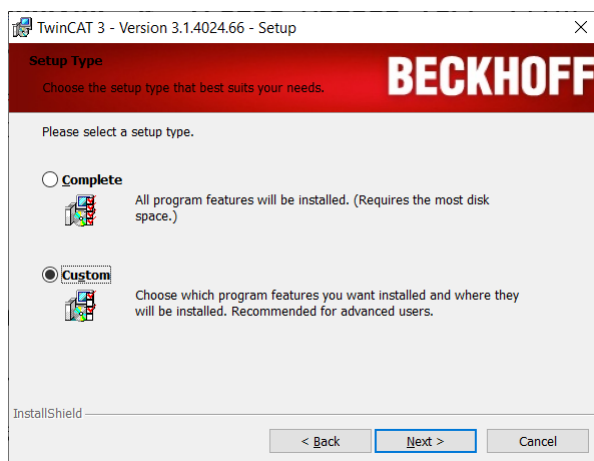 TwinCAT 3 - Version 3.1.4024.66 - Setup
Setup Type
Choose the setup type that best suits your needs.
BECKHOFF
Please select a setup type.
Complete
All program features will be installed. (Requires the most disk
space.)
Custom
Choose which program features you want installed and where they
will be installed. Recommended for advanced users.
InstallShield
< Back
Next >
Cancel